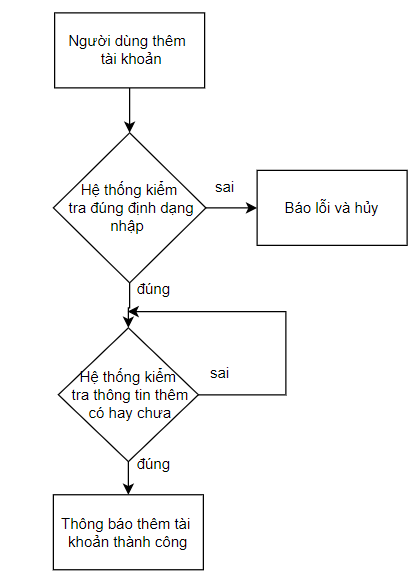 Người dùng thêm
tài khoản
Hệ thống kiểm
tra đúng định dạng
nhập
sai
Báo lỗi và hủy
đúng
Hệ thống kiểm
tra thông tin thêm
có hay chưa
sai
đúng
Thông báo thêm tài
khoản thành công